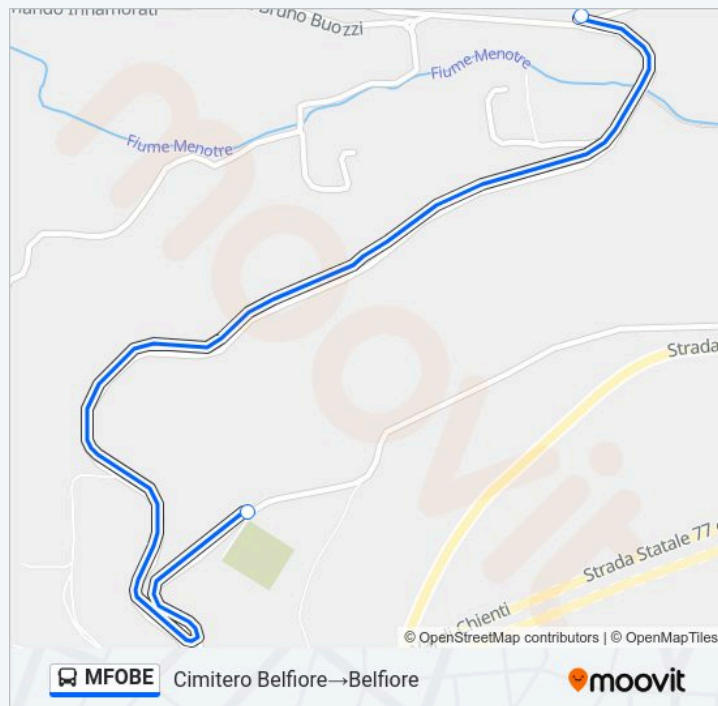 Bruno Buozzi
Fiume Menotre
Fiume Menotre
moovit
Strada
Strada Statale 77
Chienti
© OpenStreetMap contributors | © OpenMapTiles
MFOBE Cimitero Belfiore→Belfiore moovit